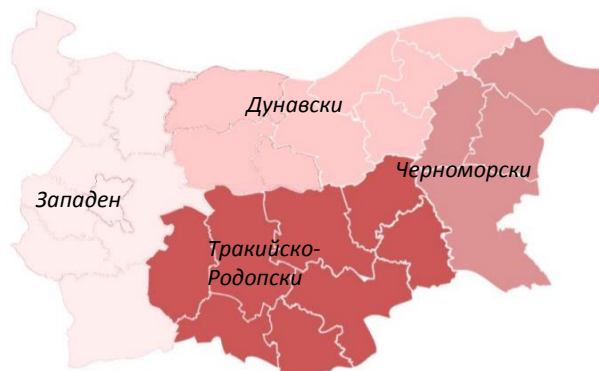 Дунавски
Западен
Черноморски
Тракийско-
Родопски